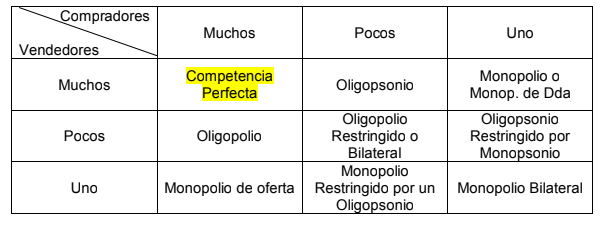 Compradores
Vendedores
Muchos
Pocos
Uno
Muchos
Competencia
Perfecta
Oligopsonio
Monopolio o
Monop. de Dda
Pocos
Oligopolio
Oligopolio
Restringido o
Bilateral
Oligopsonio
Restringido por
Monopsonio
Uno
Monopolio de oferta
Monopolio
Restringido por un
Oligopsonio
Monopolio Bilateral